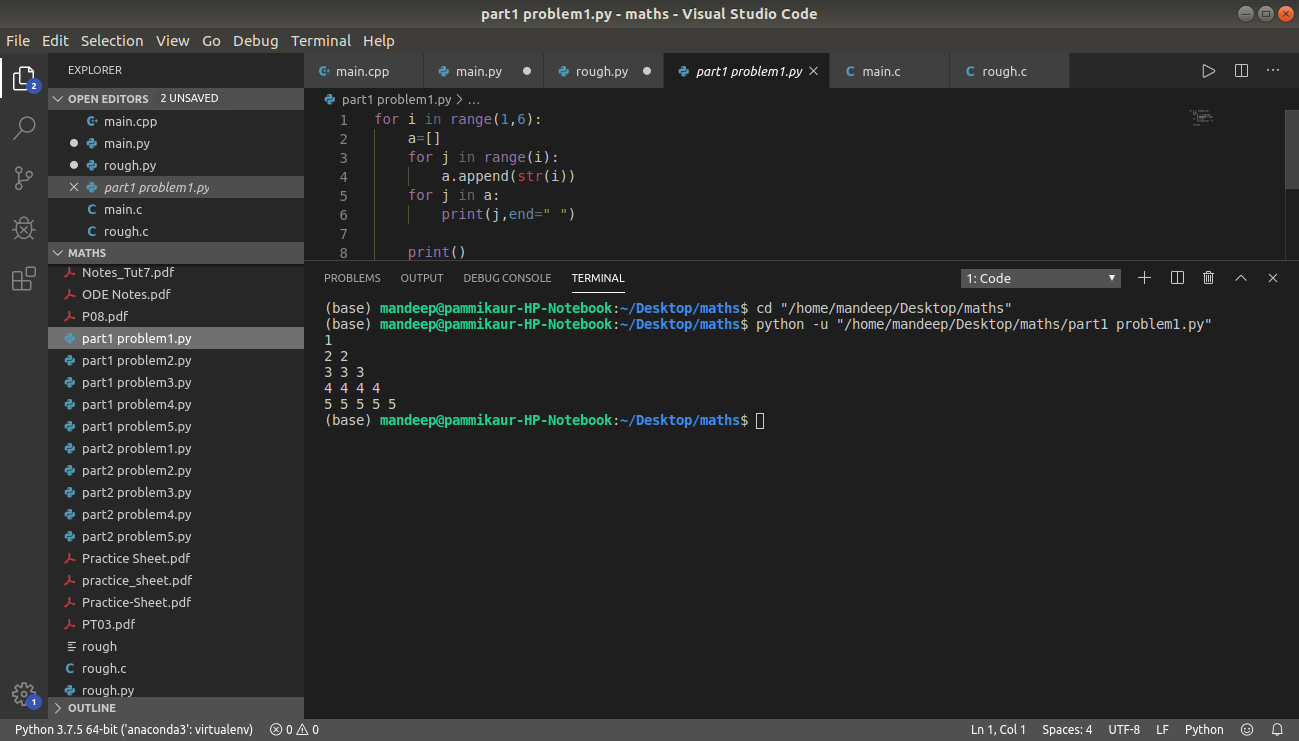 part1 problem1.py - maths - Visual Studio Code
File Edit Selection View Go Debug Terminal Help
EXPLORER
OPEN EDITORS 2 UNSAVED
main.cpp
main.py
rough.py
part1 problem1.py
main.c
rough.c
MATHS
Notes_Tut7.pdf
ODE Notes.pdf
P08.pdf
part1 problem1.py
part1 problem2.py
part1 problem3.py
part1 problem4.py
part1 problem5.py
part2 problem1.py
part2 problem2.py
part2 problem3.py
part2 problem4.py
part2 problem5.py
Practice Sheet.pdf
practice_sheet.pdf
Practice-Sheet.pdf
PT03.pdf
rough
rough.c
rough.py
OUTLINE
2
1
main.cpp main.py rough.py part1 problem1.py main.c rough.c
part1 problem1.py > ...
1 for i in range(1,6):
2     a=[]
3     for j in range(i):
4         a.append(str(i))
5     for j in a:
6         print(j,end=" ")
7
8     print()
PROBLEMS OUTPUT DEBUG CONSOLE TERMINAL 1: Code
(base) mandeep@pammikaur-HP-Notebook:~/Desktop/maths$ cd "/home/mandeep/Desktop/maths"
(base) mandeep@pammikaur-HP-Notebook:~/Desktop/maths$ python -u "/home/mandeep/Desktop/maths/part1 problem1.py"
1
2 2
3 3 3
4 4 4 4
5 5 5 5 5
(base) mandeep@pammikaur-HP-Notebook:~/Desktop/maths$
Python 3.7.5 64-bit ('anaconda3': virtualenv) 0 0 Ln 1, Col 1 Spaces: 4 UTF-8 LF Python